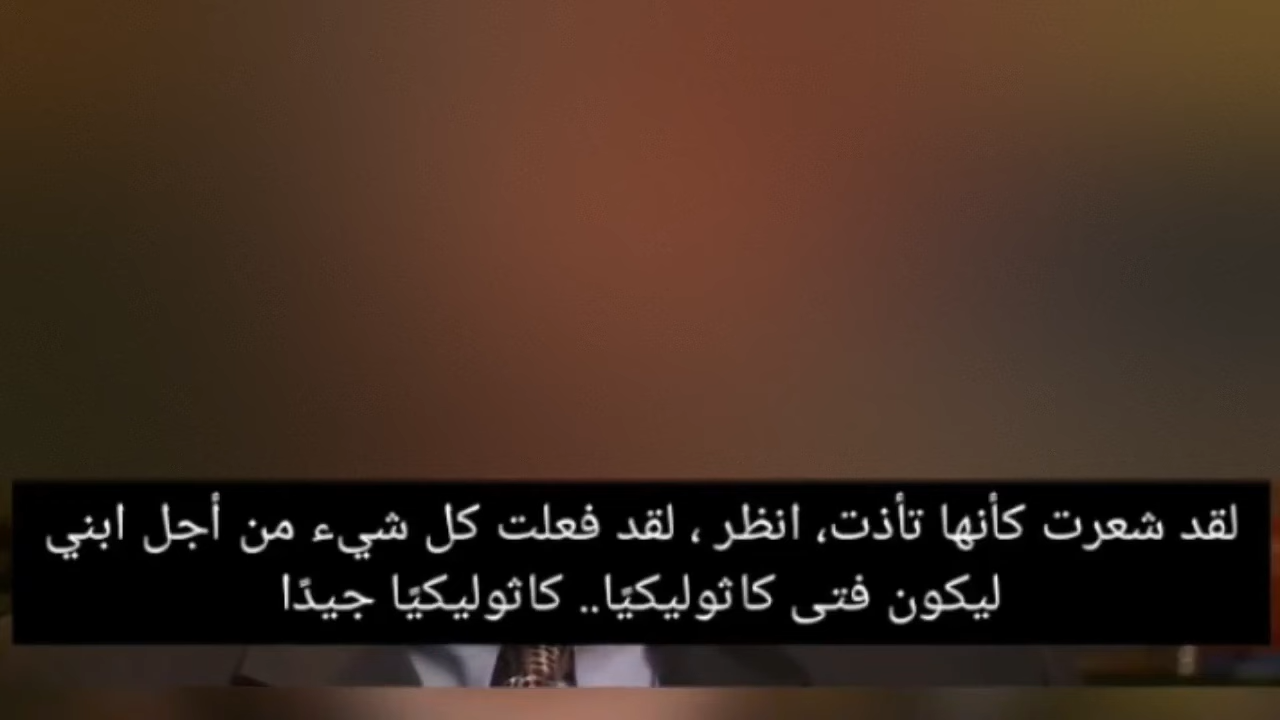 لقد شعرت كأنها تأذت، انظر ، لقد فعلت كل شيء من أجل ابني
ليكون فتى كاثوليكيًا.. كاثوليكيًا جيدًا